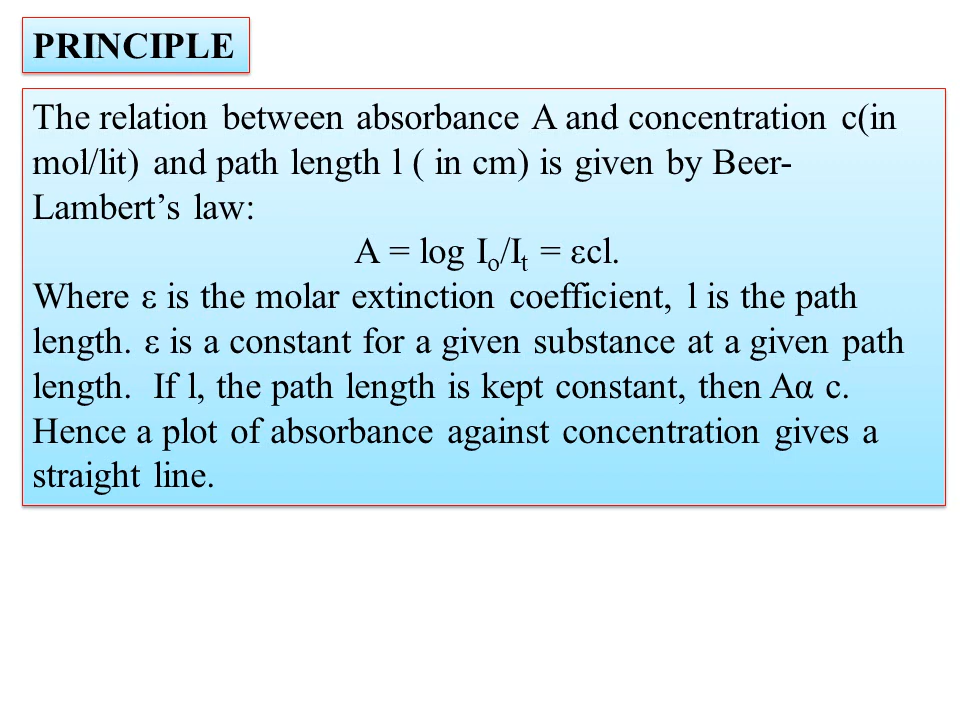 PRINCIPLE
The relation between absorbance A and concentration c(in
mol/lit) and path length l ( in cm) is given by Beer-
Lambert’s law:
A = log Iₒ/Iₜ = εcl.
Where ε is the molar extinction coefficient, l is the path
length. ε is a constant for a given substance at a given path
length. If l, the path length is kept constant, then Aα c.
Hence a plot of absorbance against concentration gives a
straight line.